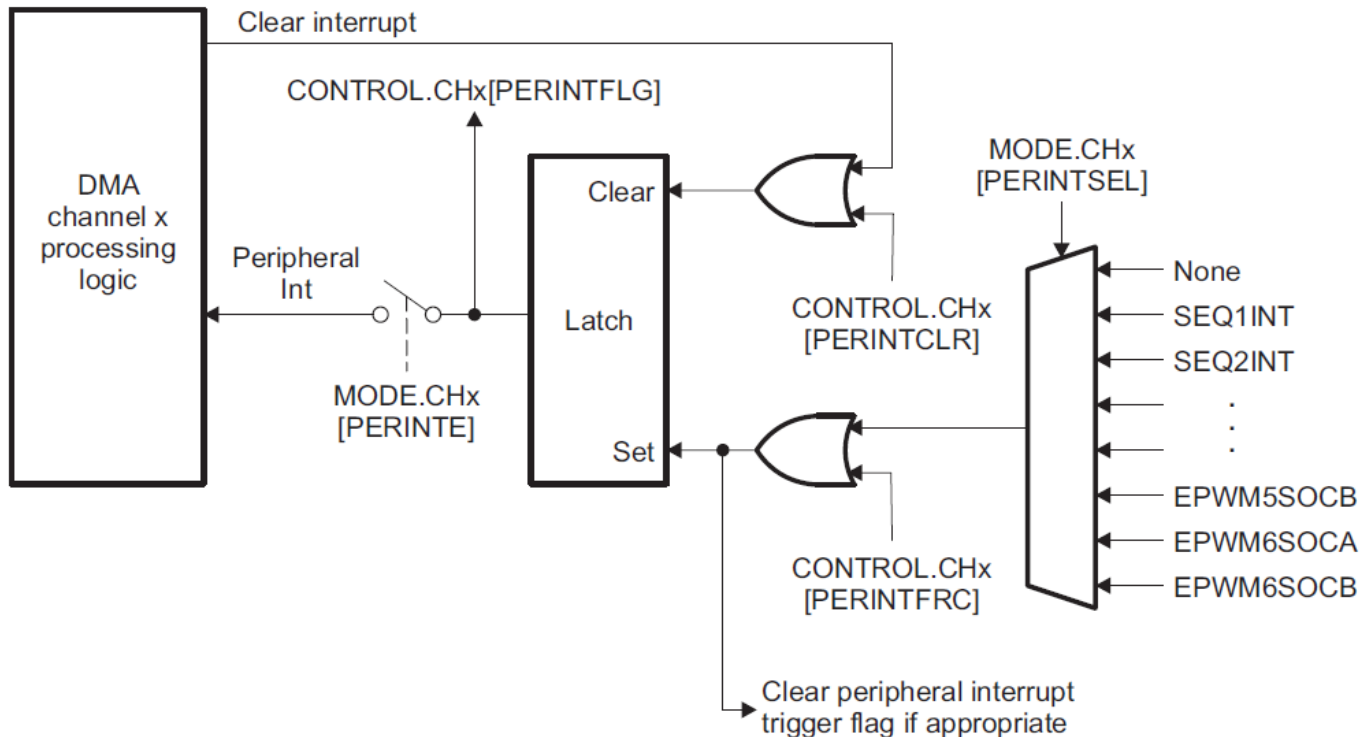 Clear interrupt
CONTROL.CHx[PERINTFLG]
DMA
channel x
processing
logic
Peripheral
Int
MODE.CHx
[PERINTE]
Clear
Latch
Set
CONTROL.CHx
[PERINTCLR]
CONTROL.CHx
[PERINTFRC]
Clear peripheral interrupt
trigger flag if appropriate
MODE.CHx
[PERINTSEL]
None
SEQ1INT
SEQ2INT
.
.
.
EPWM5SOCB
EPWM6SOCA
EPWM6SOCB